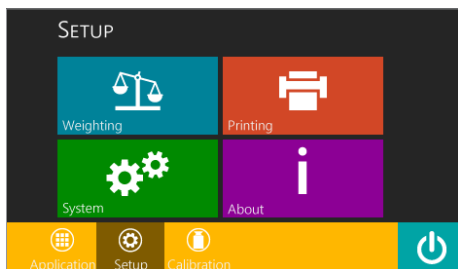 SETUP
Weighting
Printing
System
About
Application
Setup
Calibration